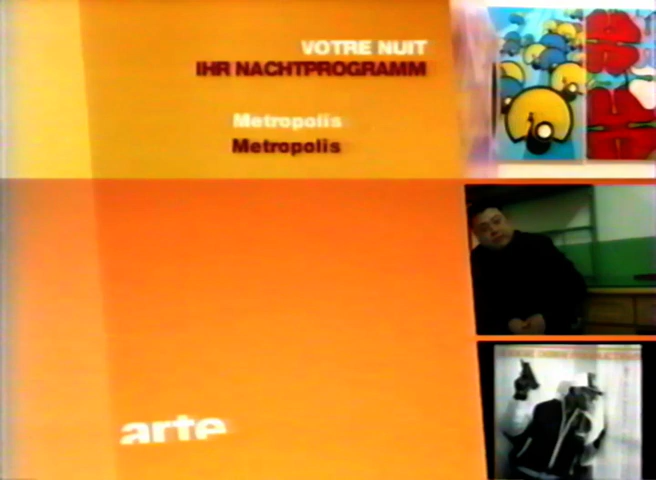 VOTRE NUIT
IHR NACHTPROGRAMM
Metropolis
Metropolis
arte